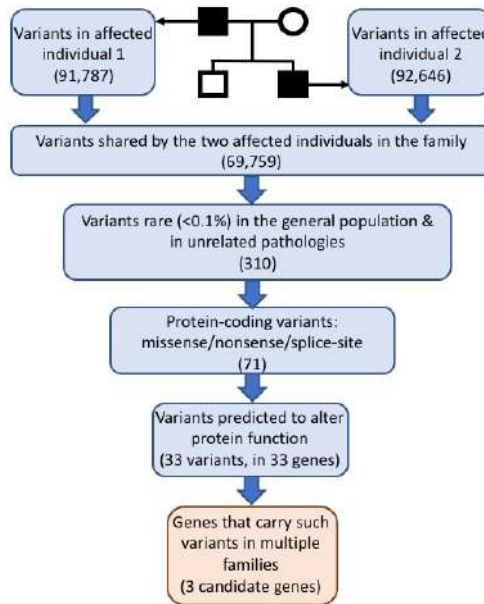 Variants in affected
individual 1
(91,787)
Variants in affected
individual 2
(92,646)
Variants shared by the two affected individuals in the family
(69,759)
Variants rare (<0.1%) in the general population &
in unrelated pathologies
(310)
Protein-coding variants:
missense/nonsense/splice-site
(71)
Variants predicted to alter
protein function
(33 variants, in 33 genes)
Genes that carry such
variants in multiple
families
(3 candidate genes)